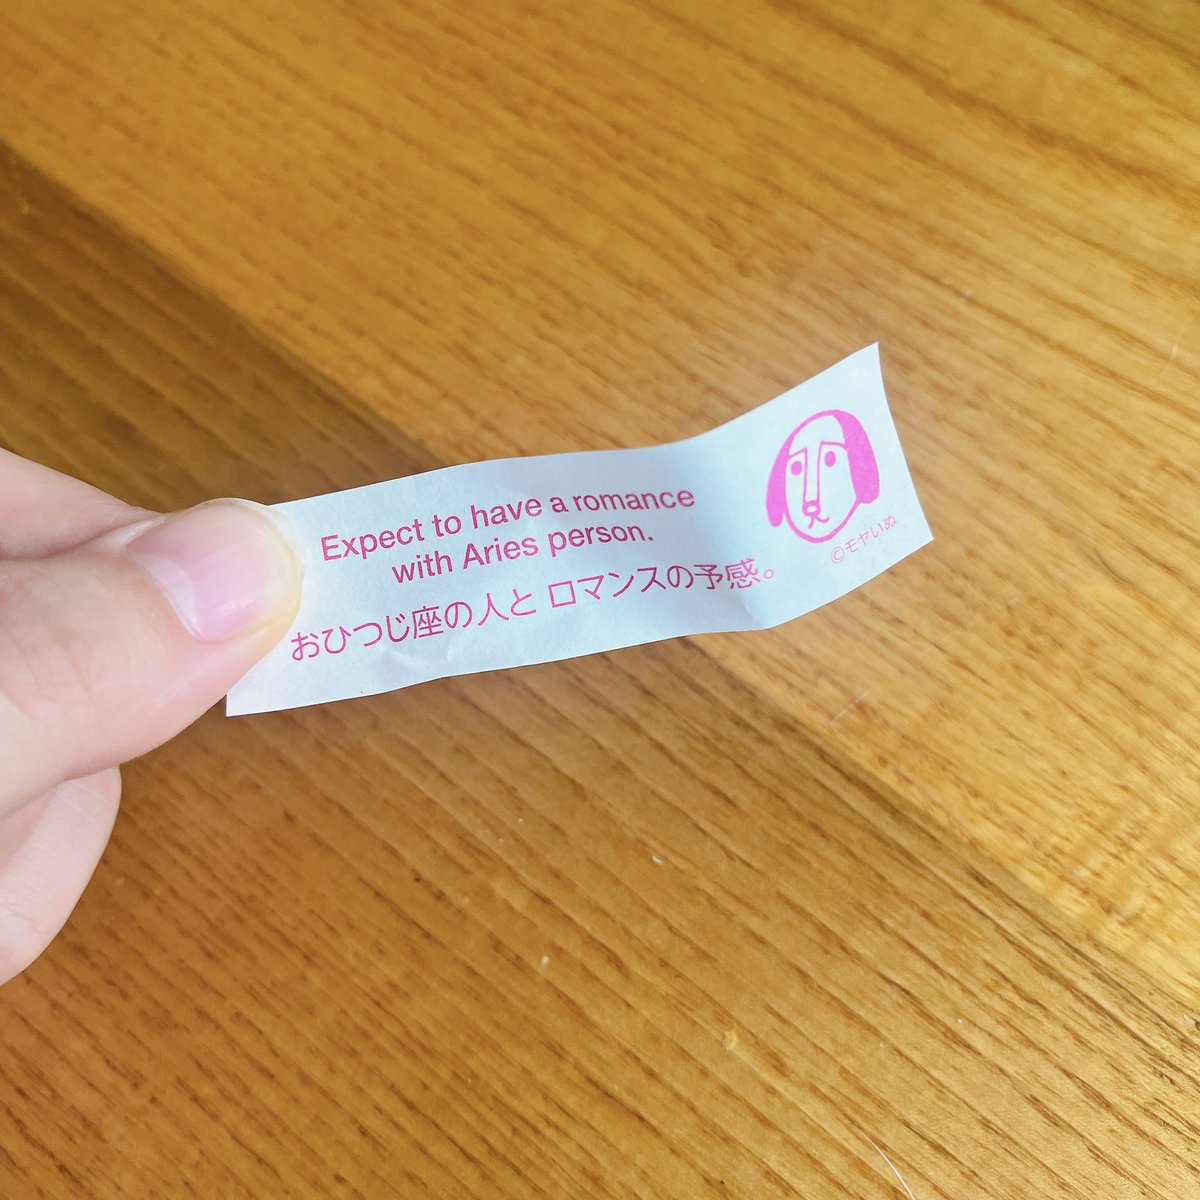 Expect to have a romance
with Aries person.
おひつじ座の人と ロマンスの予感。
©モヤいぬ